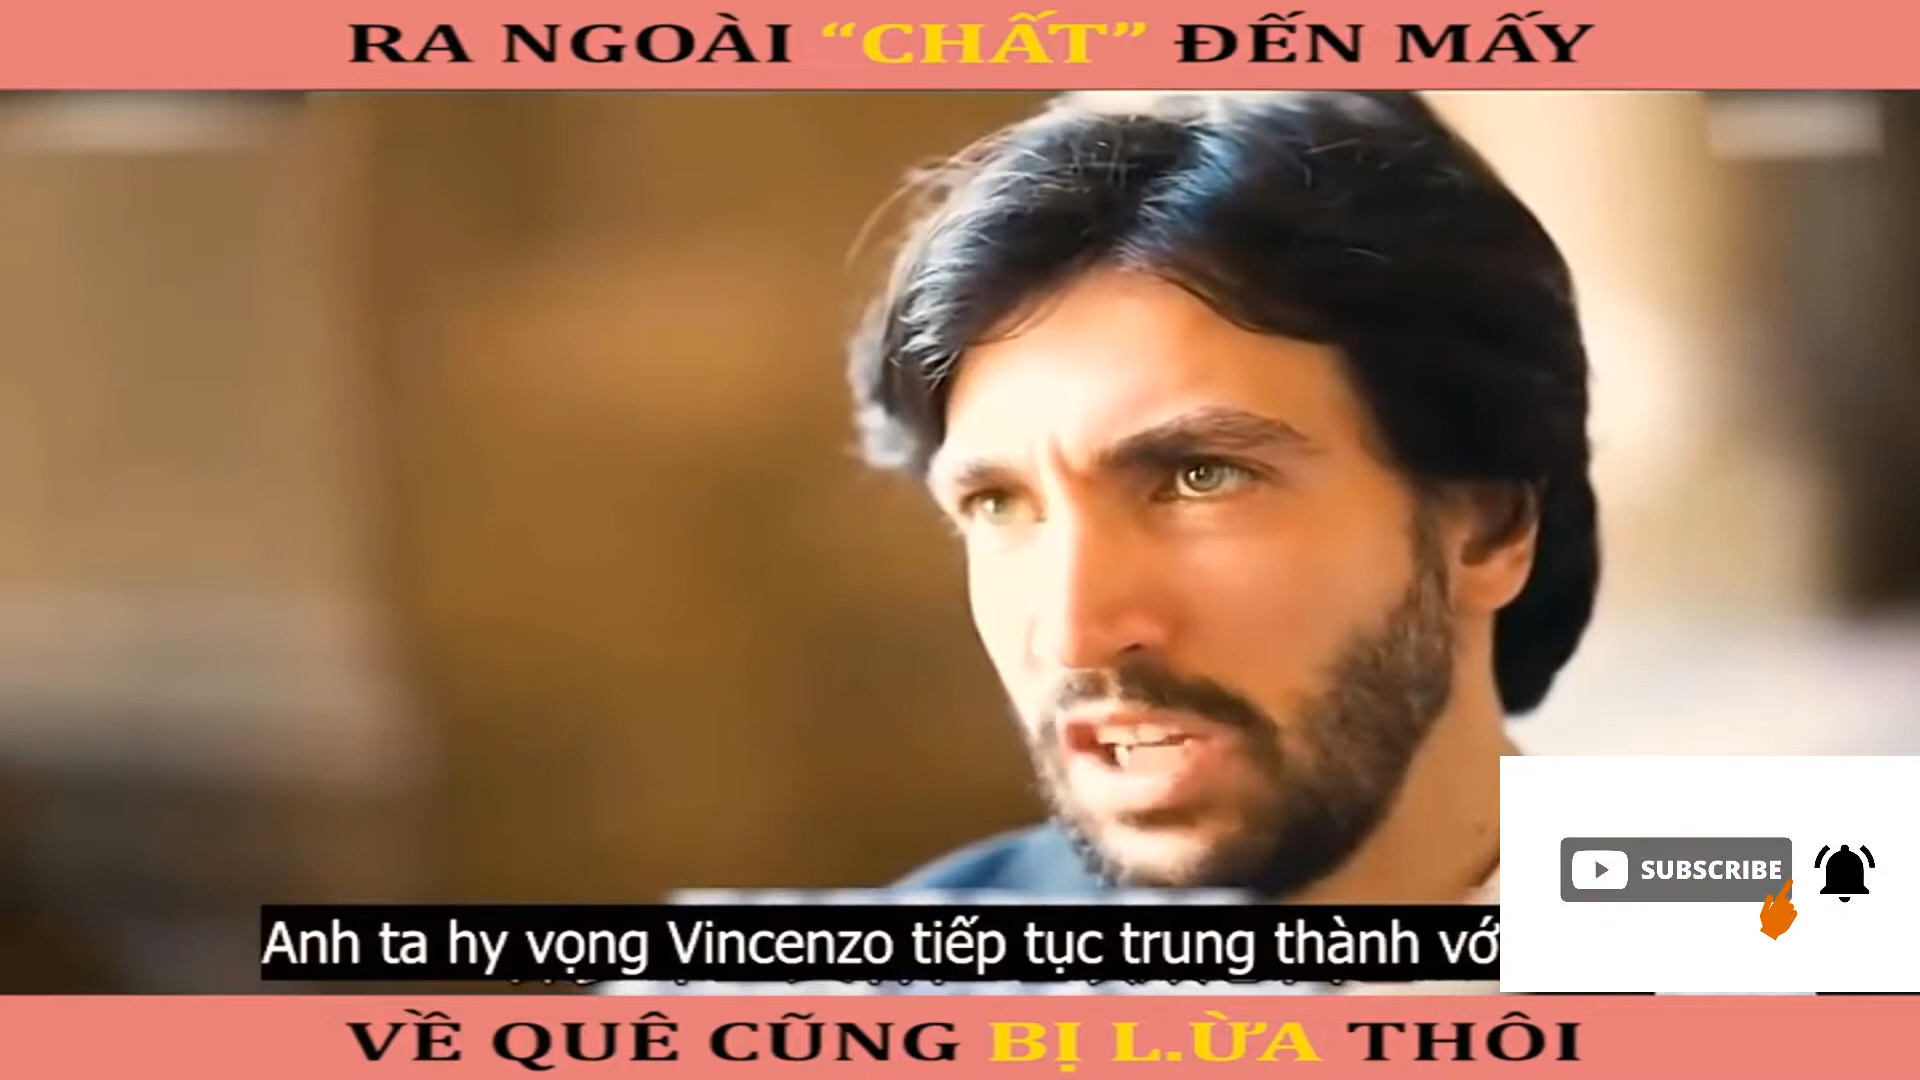 RA NGOÀI “CHẤT” ĐẾN MẤY
SUBSCRIBE
Anh ta hy vọng Vincenzo tiếp tục trung thành vớ
VỀ QUÊ CŨNG BỊ L.ỪA THÔI